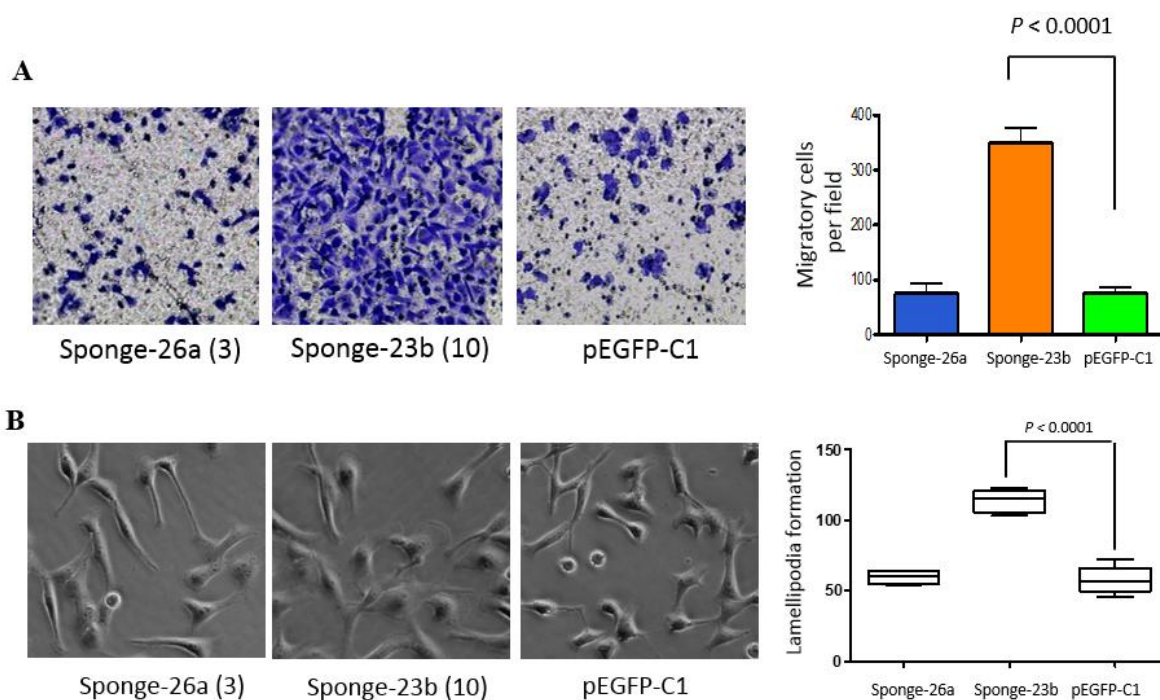 A
Sponge-26a (3)
Sponge-23b (10)
pEGFP-C1
P < 0.0001
Migratory cells
per field
400
300
200
100
0
Sponge-26a
Sponge-23b
pEGFP-C1
B
Sponge-26a (3)
Sponge-23b (10)
pEGFP-C1
P < 0.0001
Lamellipodia formation
150
100
50
0
Sponge-26a
Sponge-23b
pEGFP-C1